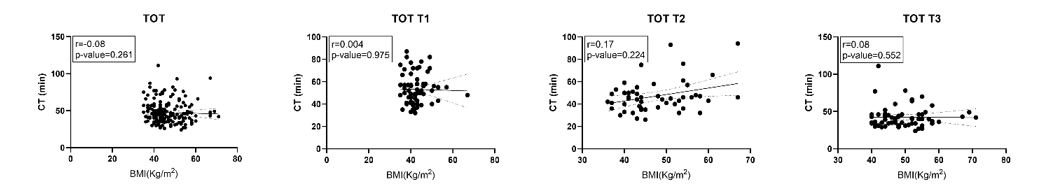 TOT
r=-0.08
p-value=0.261
150
100
50
0
0
20
40
60
80
CT (min)
BMI(Kg/m²)
TOT T1
r=0.004
p-value=0.975
100
80
60
40
20
0
0
20
40
60
80
CT (min)
BMI(Kg/m²)
TOT T2
r=0.17
p-value=0.224
100
80
60
40
20
0
30
40
50
60
70
CT (min)
BMI(Kg/m²)
TOT T3
r=0.08
p-value=0.552
150
100
50
0
30
40
50
60
70
80
CT (min)
BMI(Kg/m²)